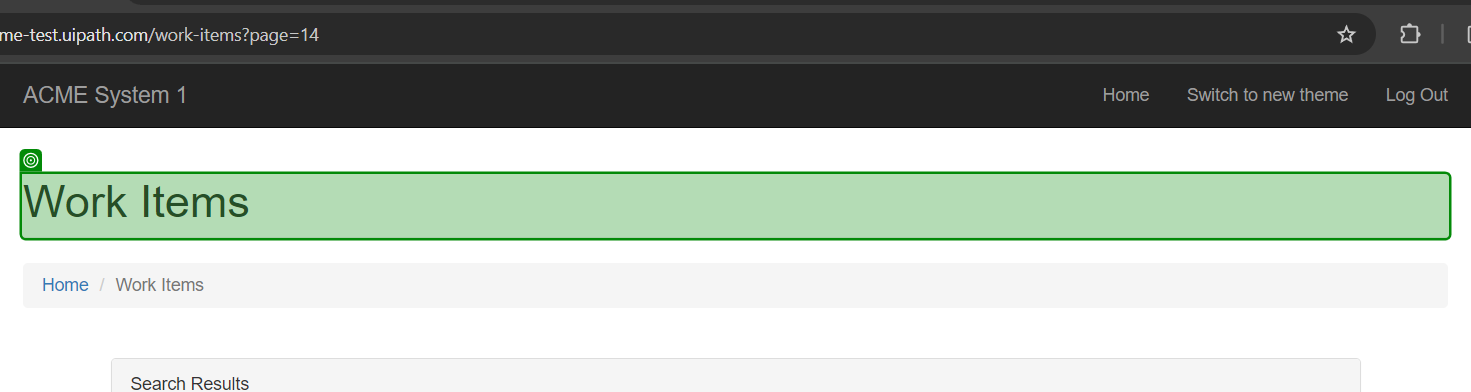 me-test.uipath.com/work-items?page=14
ACME System 1 Home Switch to new theme Log Out
Work Items
Home / Work Items
Search Results